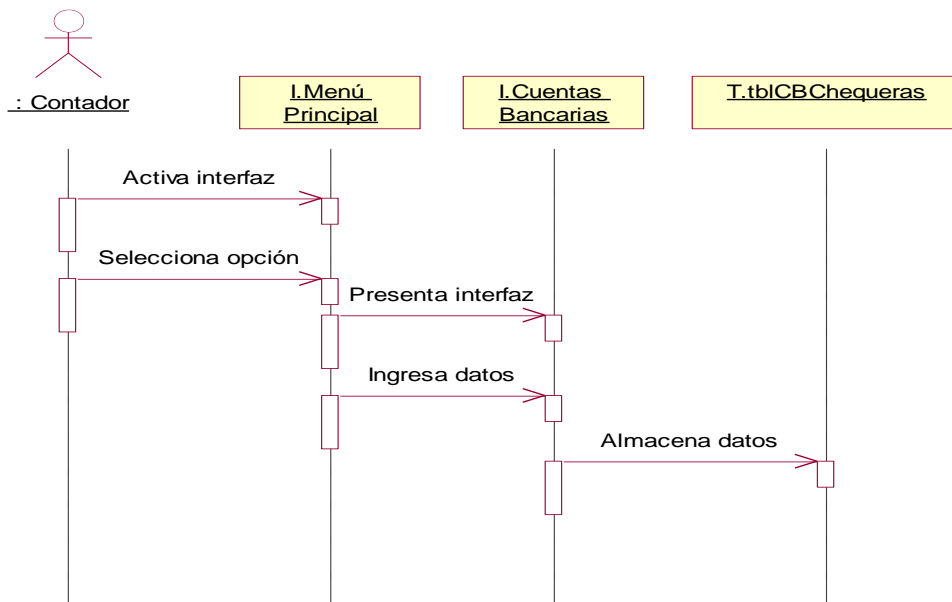 : Contador
I.Menú
Principal
I.Cuentas
Bancarias
T.tblCBChequeras
Activa interfaz
Selecciona opción
Presenta interfaz
Ingresa datos
Almacena datos